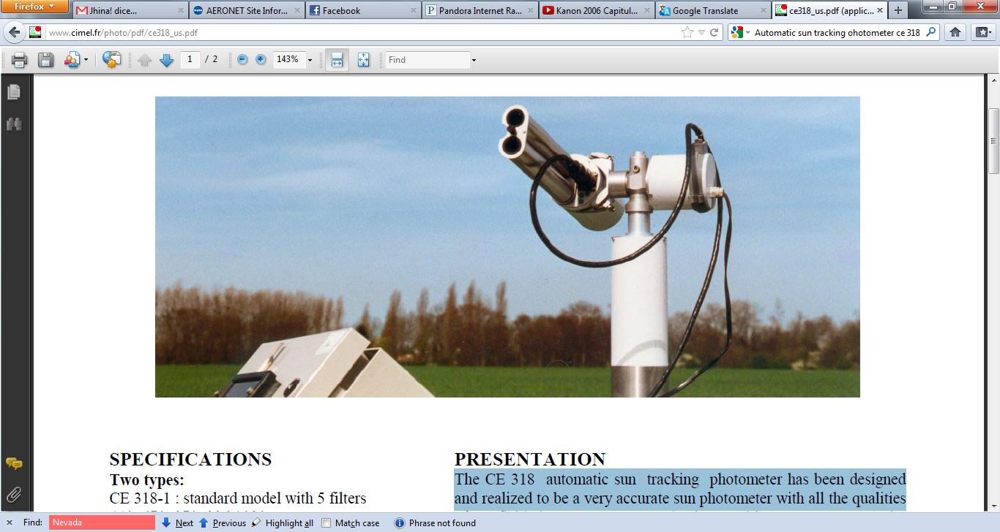 Firefox
Jhina! dice...
AERONET Site Infor...
Facebook
Pandora Internet Ra...
Kanon 2006 Capitul...
Google Translate
ce318_us.pdf (applic...
www.cimel.fr/photo/pdf/ce318_us.pdf
Automatic sun tracking ohotometer ce 318
1 / 2
143%
Find
SPECIFICATIONS
Two types:
CE 318-1 : standard model with 5 filters
PRESENTATION
The CE 318 automatic sun tracking photometer has been designed
and realized to be a very accurate sun photometer with all the qualities
Find: Nevada Next Previous Highlight all Match case Phrase not found